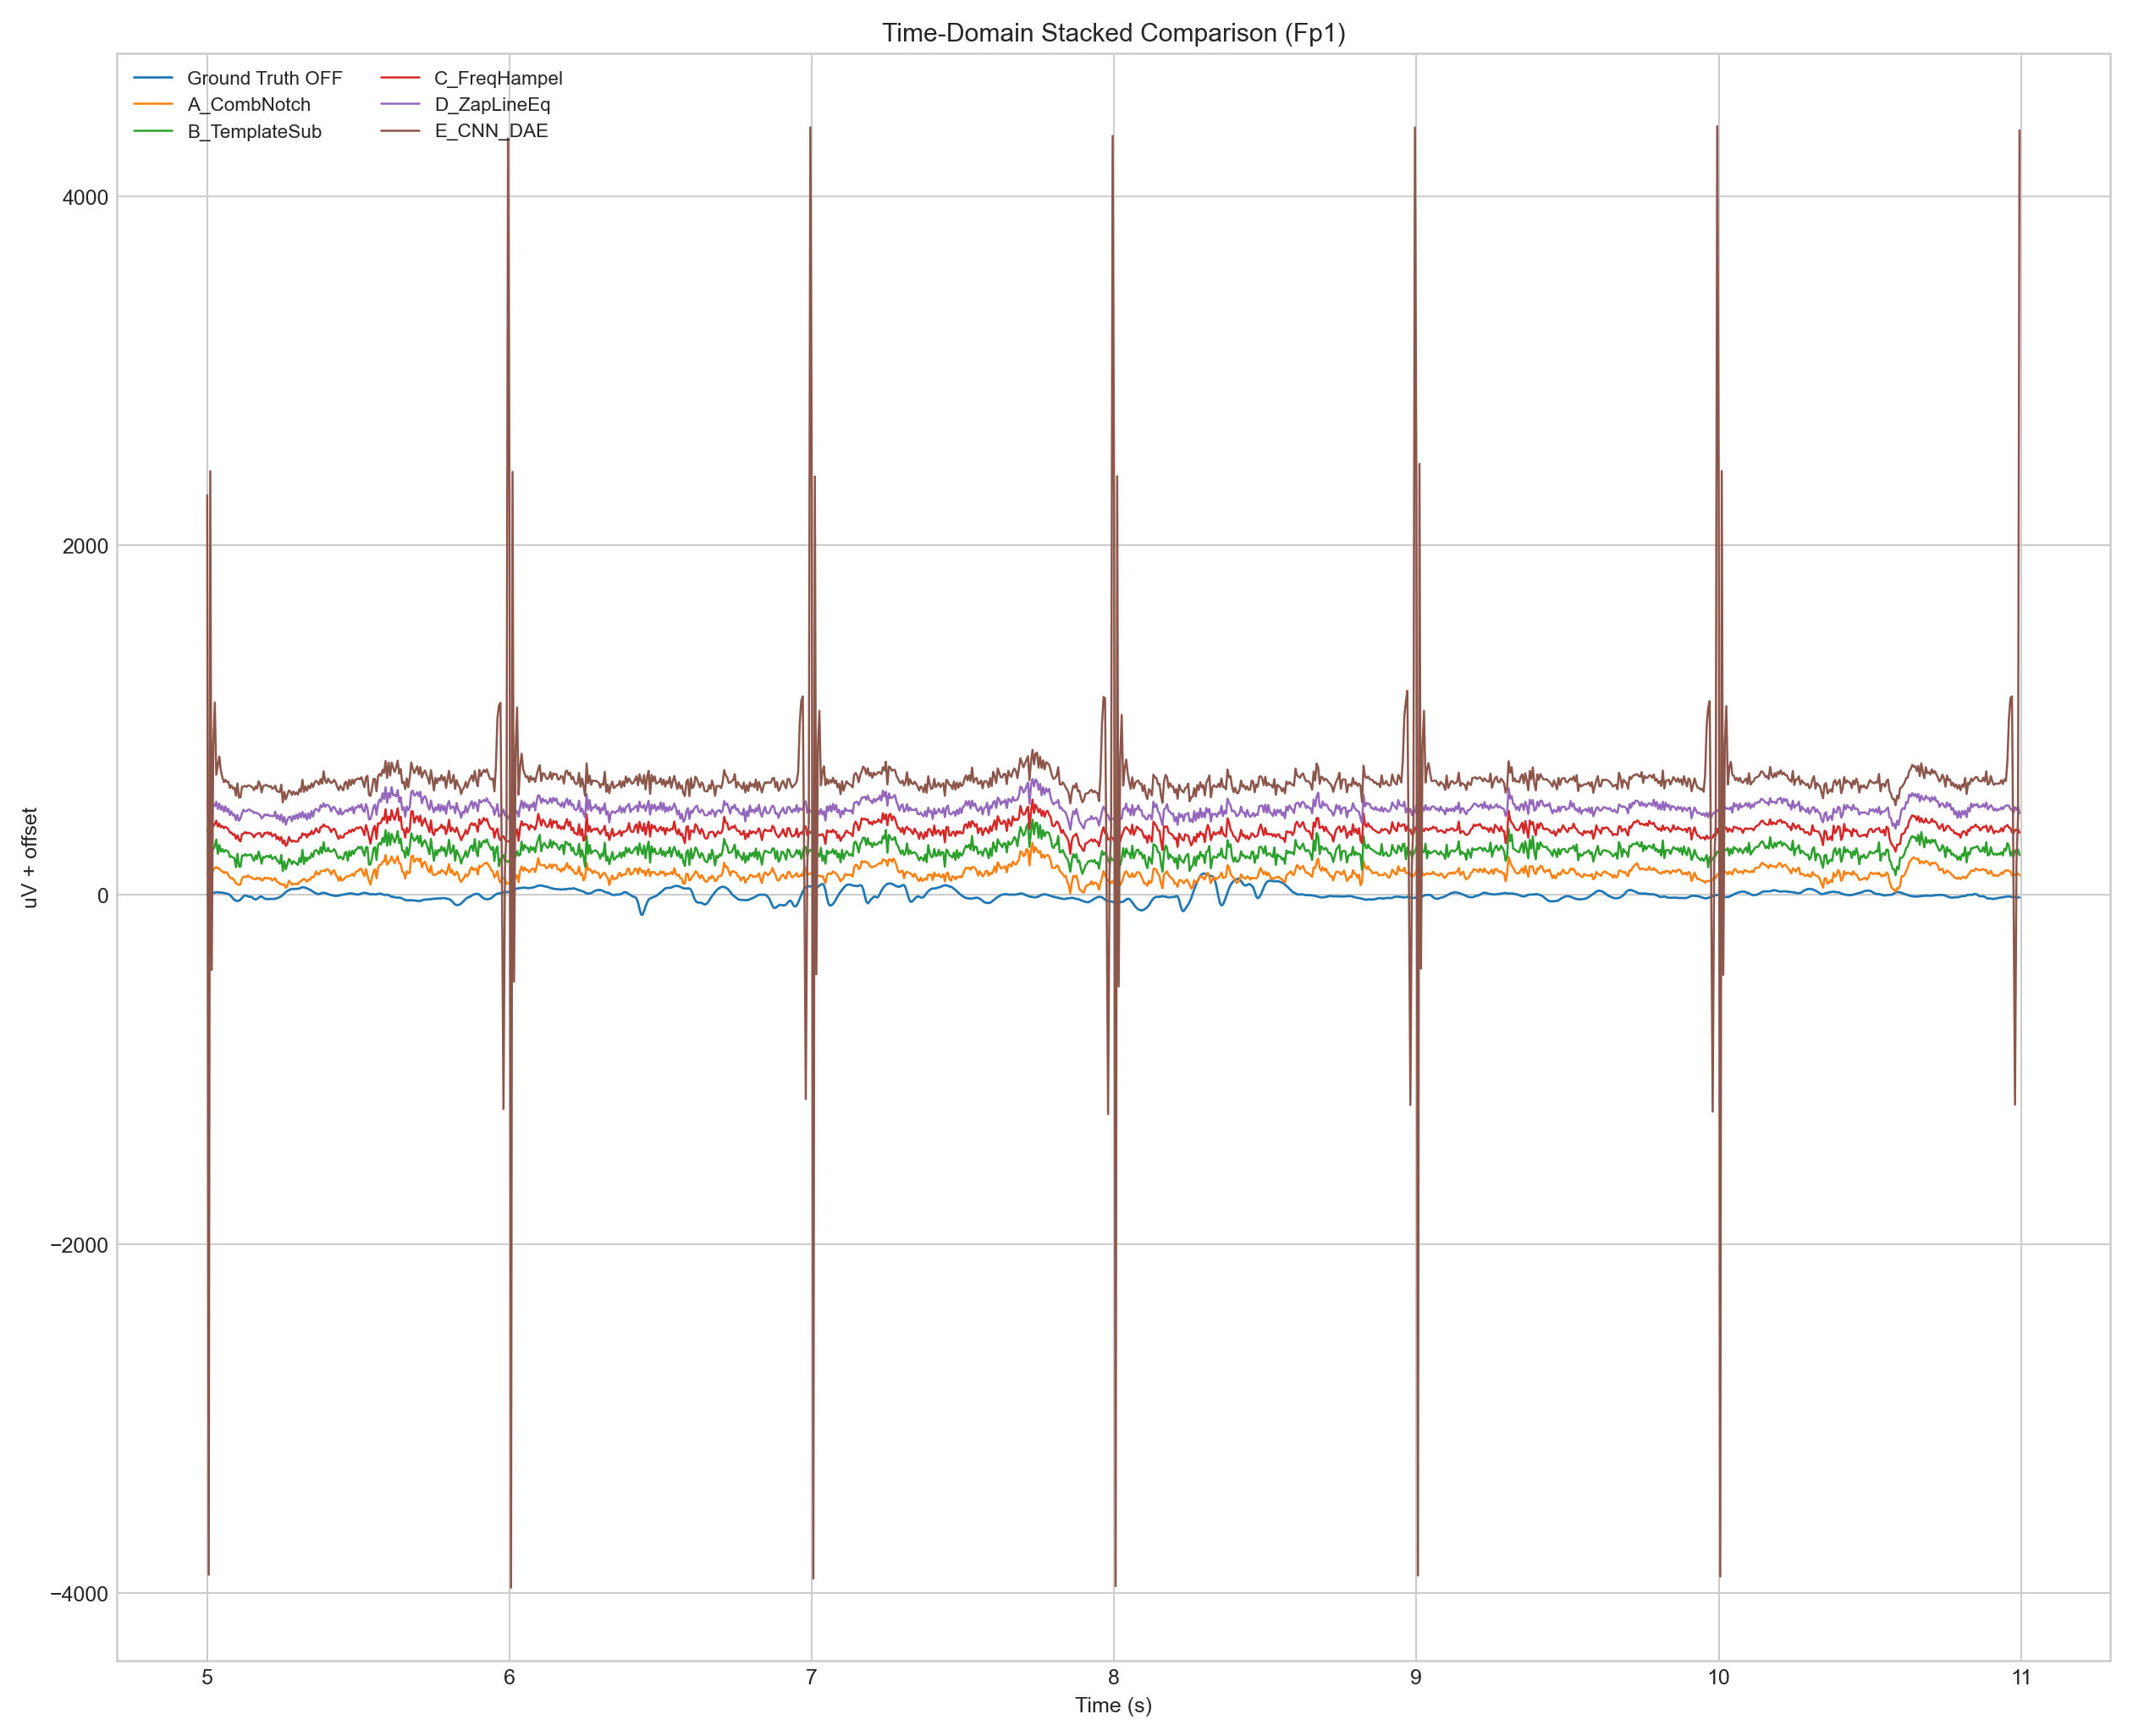 Time-Domain Stacked Comparison (Fp1)
Ground Truth OFF
A_CombNotch
B_TemplateSub
C_FreqHampel
D_ZapLineEq
E_CNN_DAE
4000
2000
0
−2000
−4000
uV + offset
5 6 7 8 9 10 11
Time (s)